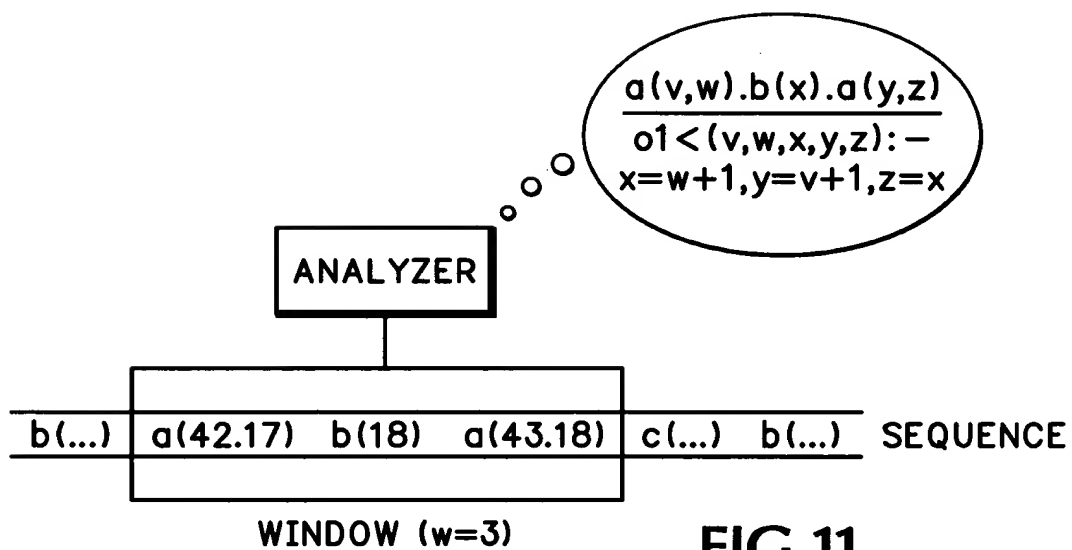 a(v,w).b(x).a(y,z)
o1<(v,w,x,y,z):-
x=w+1,y=v+1,z=x
ANALYZER
b(...) a(42.17) b(18) a(43.18) c(...) b(...) SEQUENCE
WINDOW (w=3)
FIG.11